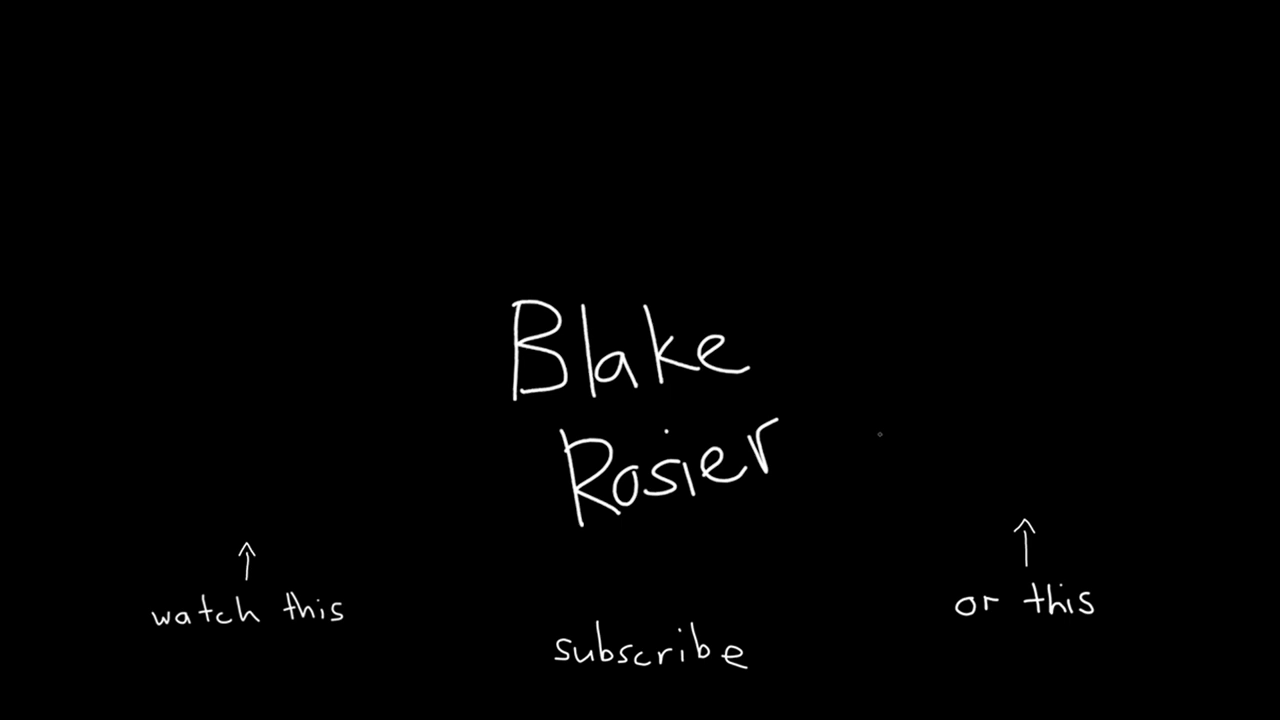 Blake
Rosier
watch this
or this
subscribe